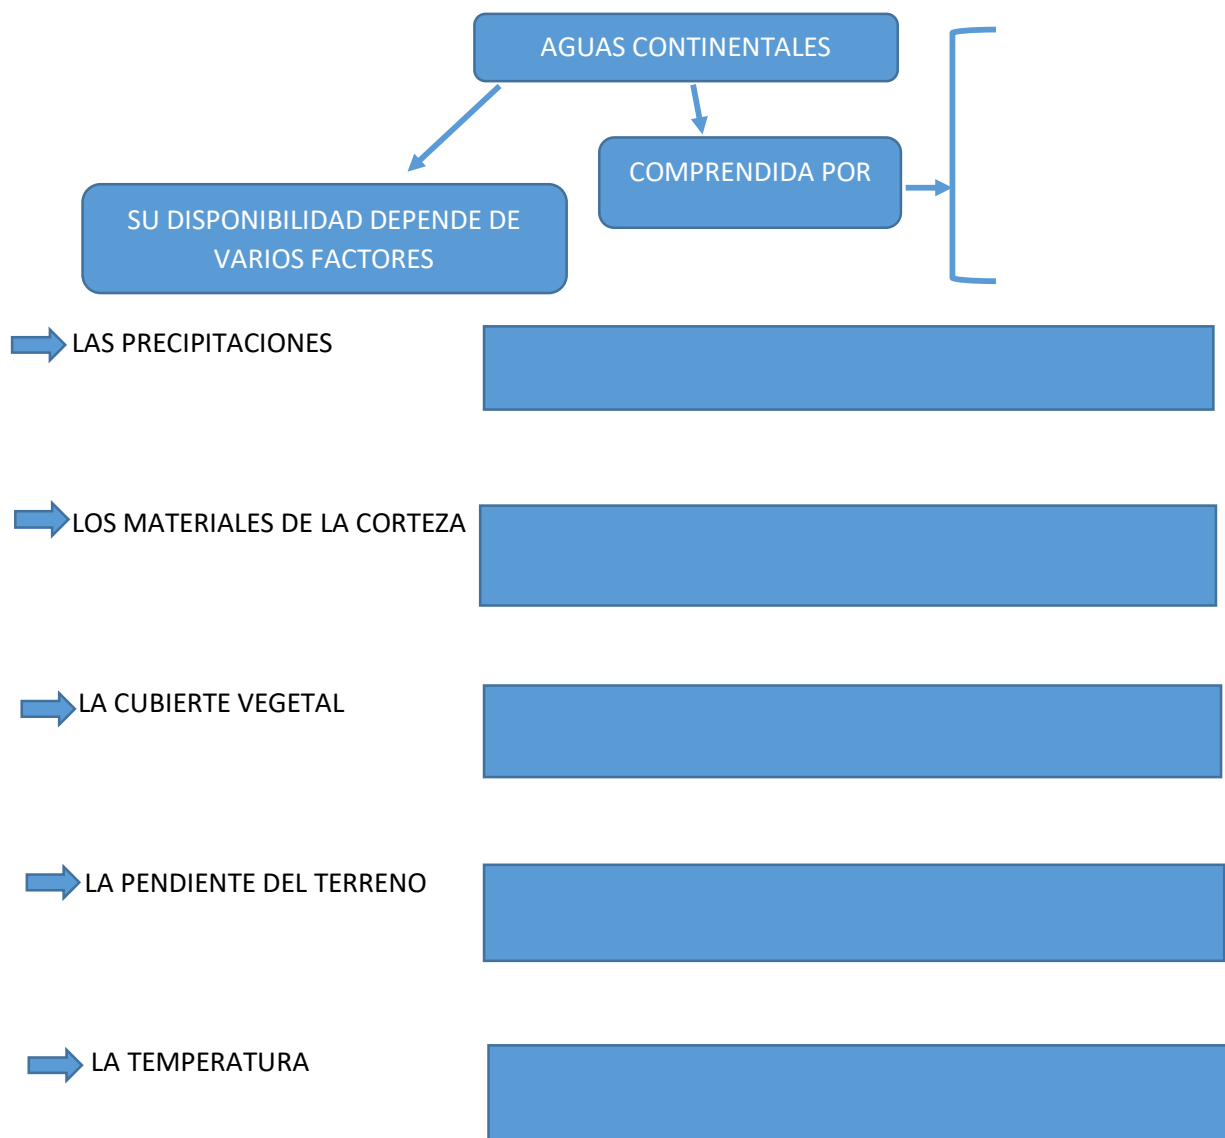 AGUAS CONTINENTALES
COMPRENDIDA POR
SU DISPONIBILIDAD DEPENDE DE
VARIOS FACTORES
LAS PRECIPITACIONES
LOS MATERIALES DE LA CORTEZA
LA CUBIERTE VEGETAL
LA PENDIENTE DEL TERRENO
LA TEMPERATURA